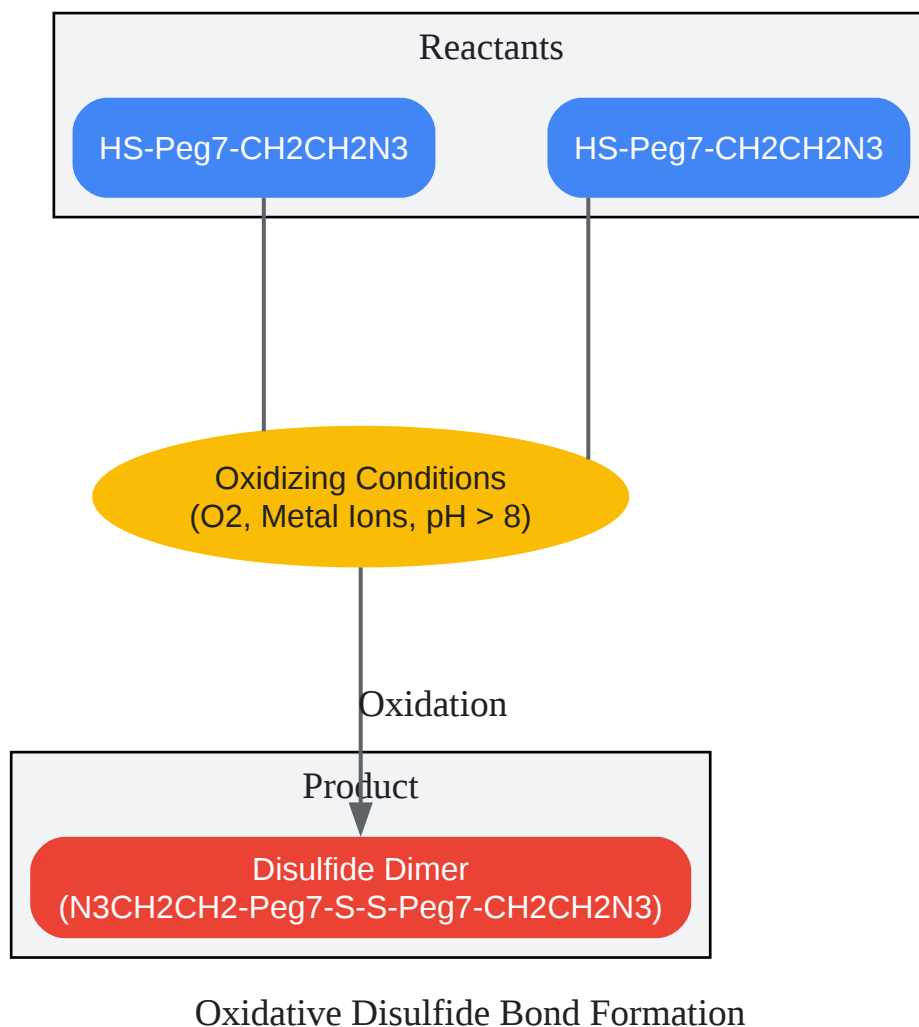 Reactants
HS-Peg7-CH2CH2N3
HS-Peg7-CH2CH2N3
Oxidizing Conditions
(O2, Metal Ions, pH > 8)
Oxidation
Product
Disulfide Dimer
(N3CH2CH2-Peg7-S-S-Peg7-CH2CH2N3)
Oxidative Disulfide Bond Formation